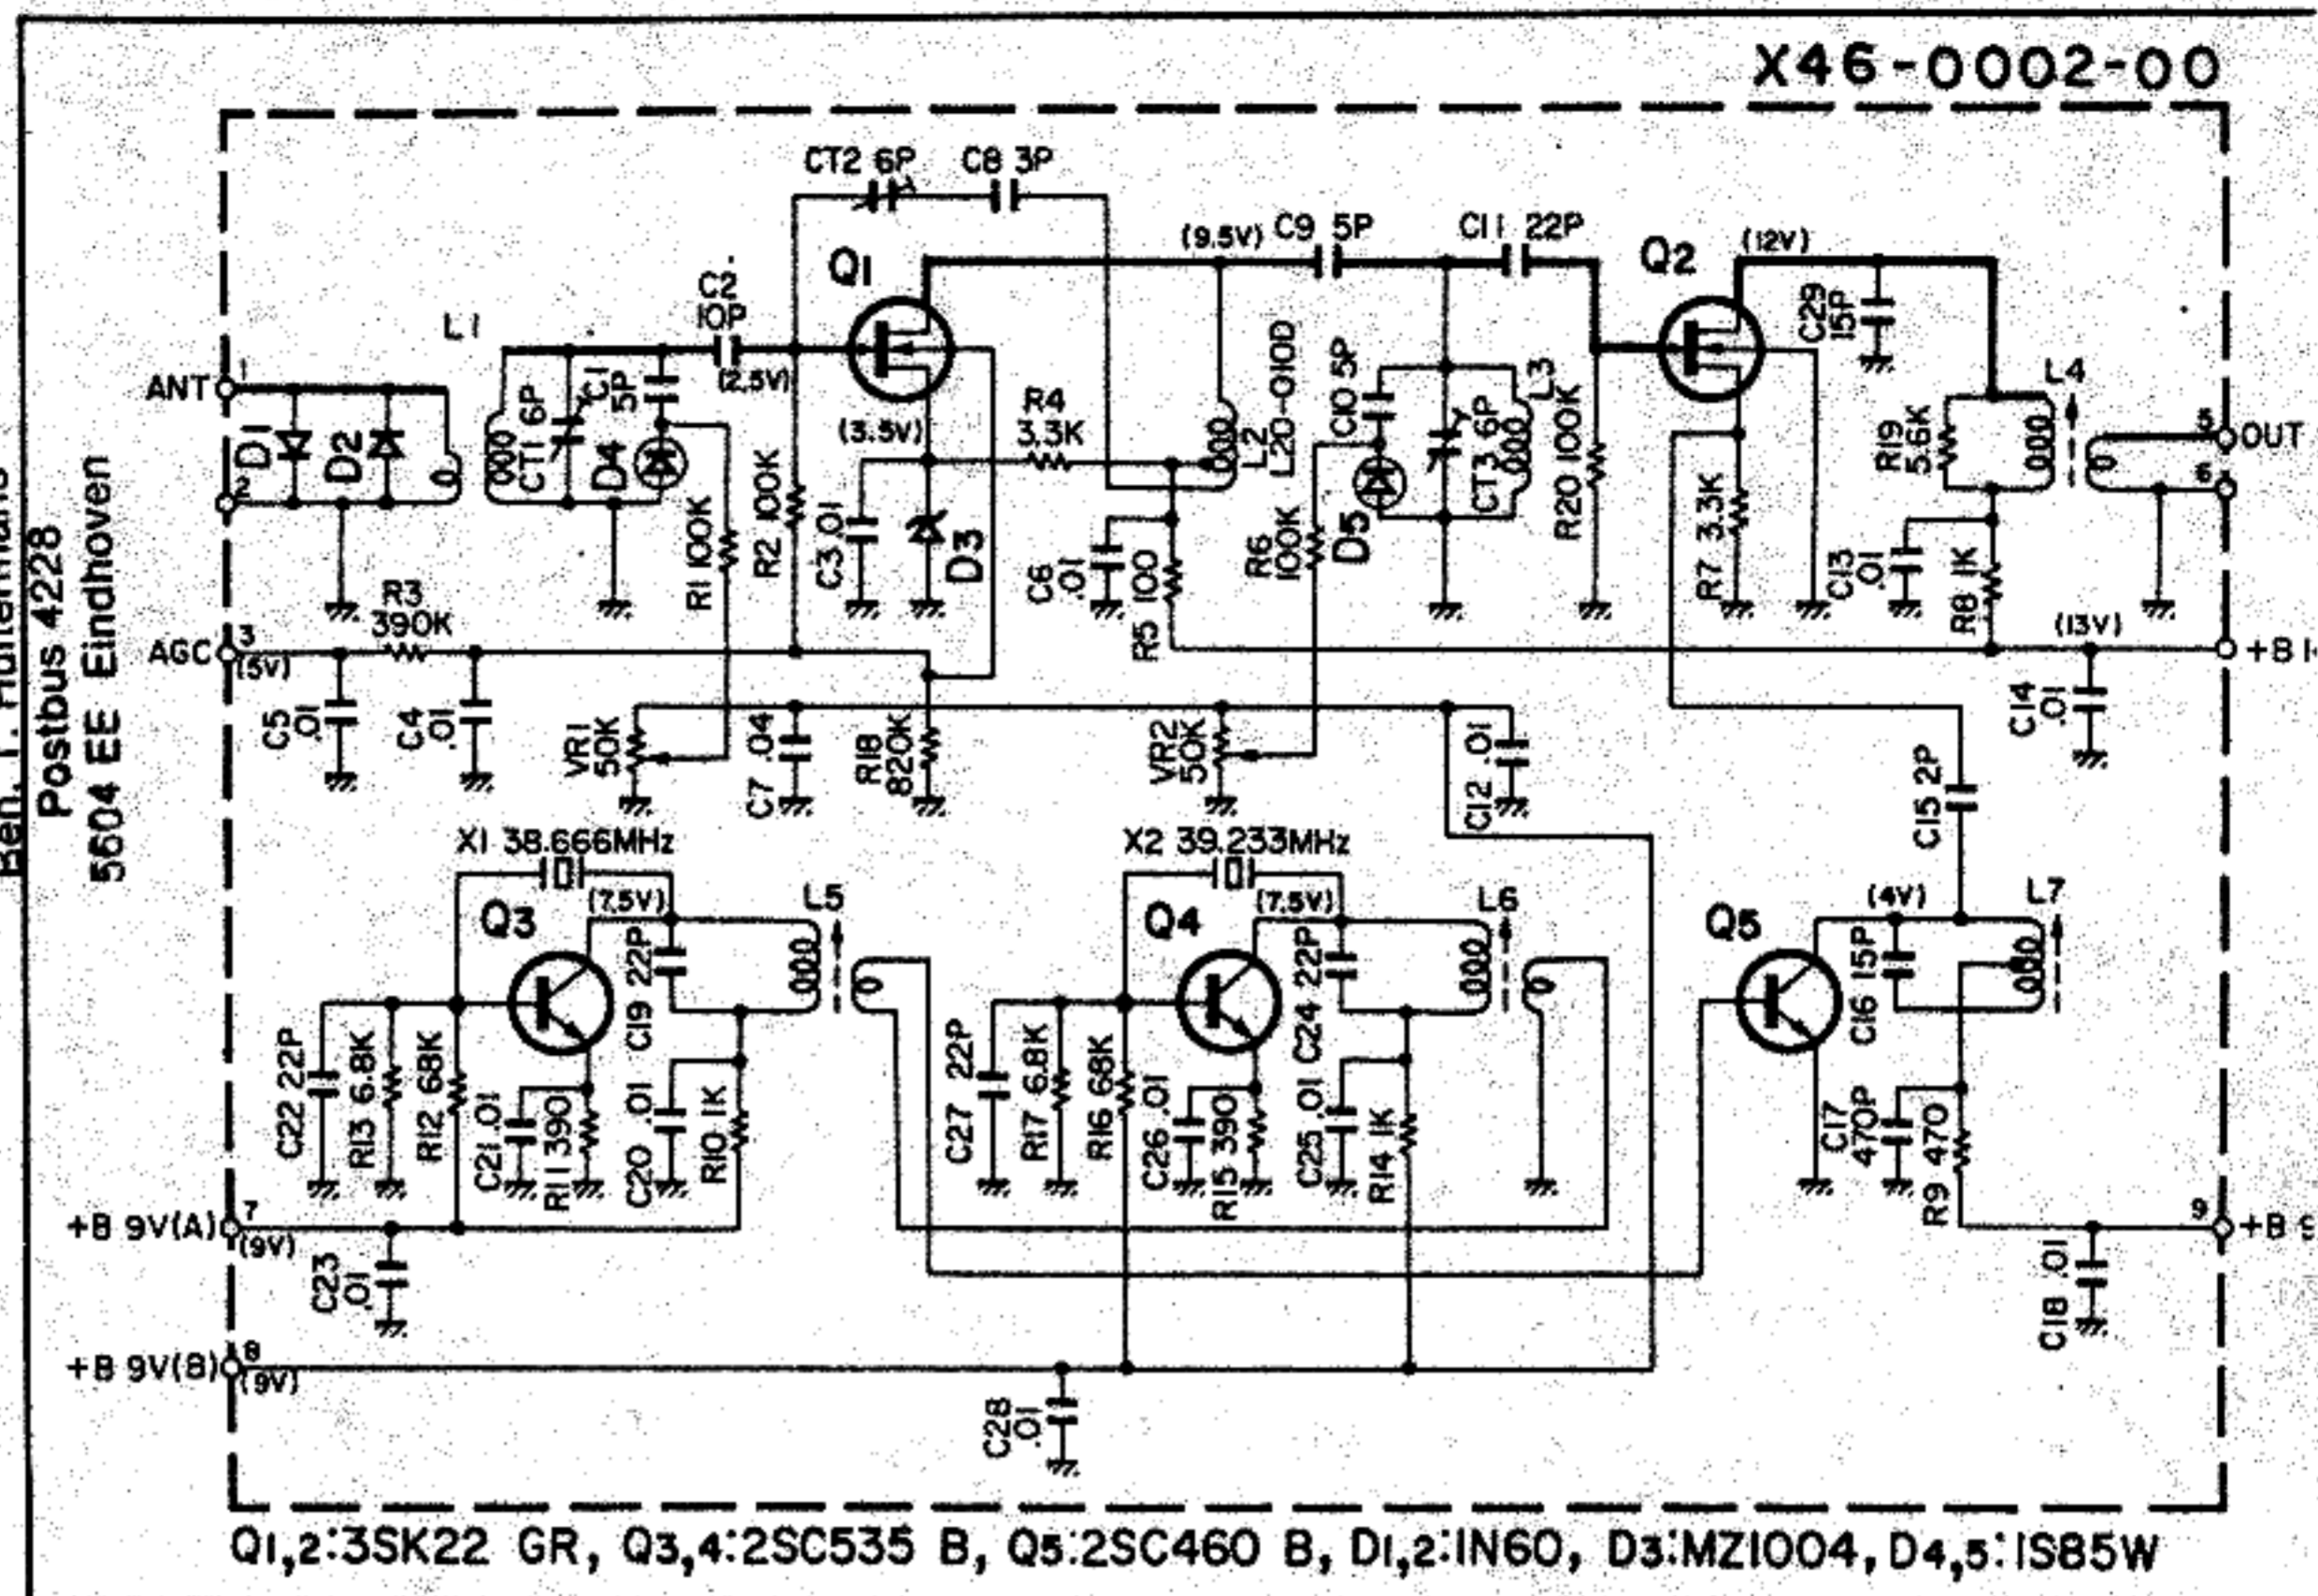 X46-0002-00
Postbus 4228
5604 EE Eindhoven
CT2 6P
C8 3P
(9.5V)
C9 5P
C11 22P
Q1
Q2
(12V)
C2
10P
(2.5V)
C29
15P
L1
ANT
1
2
D1
D2
CT1 6P
C1
5P
D4
R1 100K
R2 100K
(3.5V)
C3 .01
D3
R4
3.3K
L2
L20-010D
C6
.01
R5 100
R6
100K
C10 5P
D5
CT3 6P
L3
R20 100K
R7 3.3K
R19
5.6K
L4
5
OUT
6
C13
.01
R8 1K
(13V)
+B
C14
.01
AGC
3
(5V)
R3
390K
C5
.01
C4
.01
VR1
50K
C7 .04
R18
820K
VR2
50K
C12 .01
C15 2P
X1 38.666MHz
X2 39.233MHz
Q3
(7.5V)
L5
Q4
(7.5V)
L6
Q5
(4V)
L7
C22 22P
R13 6.8K
R12 68K
C21 .01
R11 390
C19 22P
C20 .01
R10 1K
C27 22P
R17 6.8K
R16 68K
C26 .01
R15 390
C24 22P
C25 .01
R14 1K
C16 15P
C17
470P
R9 470
+B 9V(A)
7
(9V)
C23
.01
9
+B
C18 .01
+B 9V(B)
8
(9V)
C28
.01
Q1,2:3SK22 GR, Q3,4:2SC535 B, Q5:2SC460 B, D1,2:1N60, D3:MZ1004, D4,5:1S85W